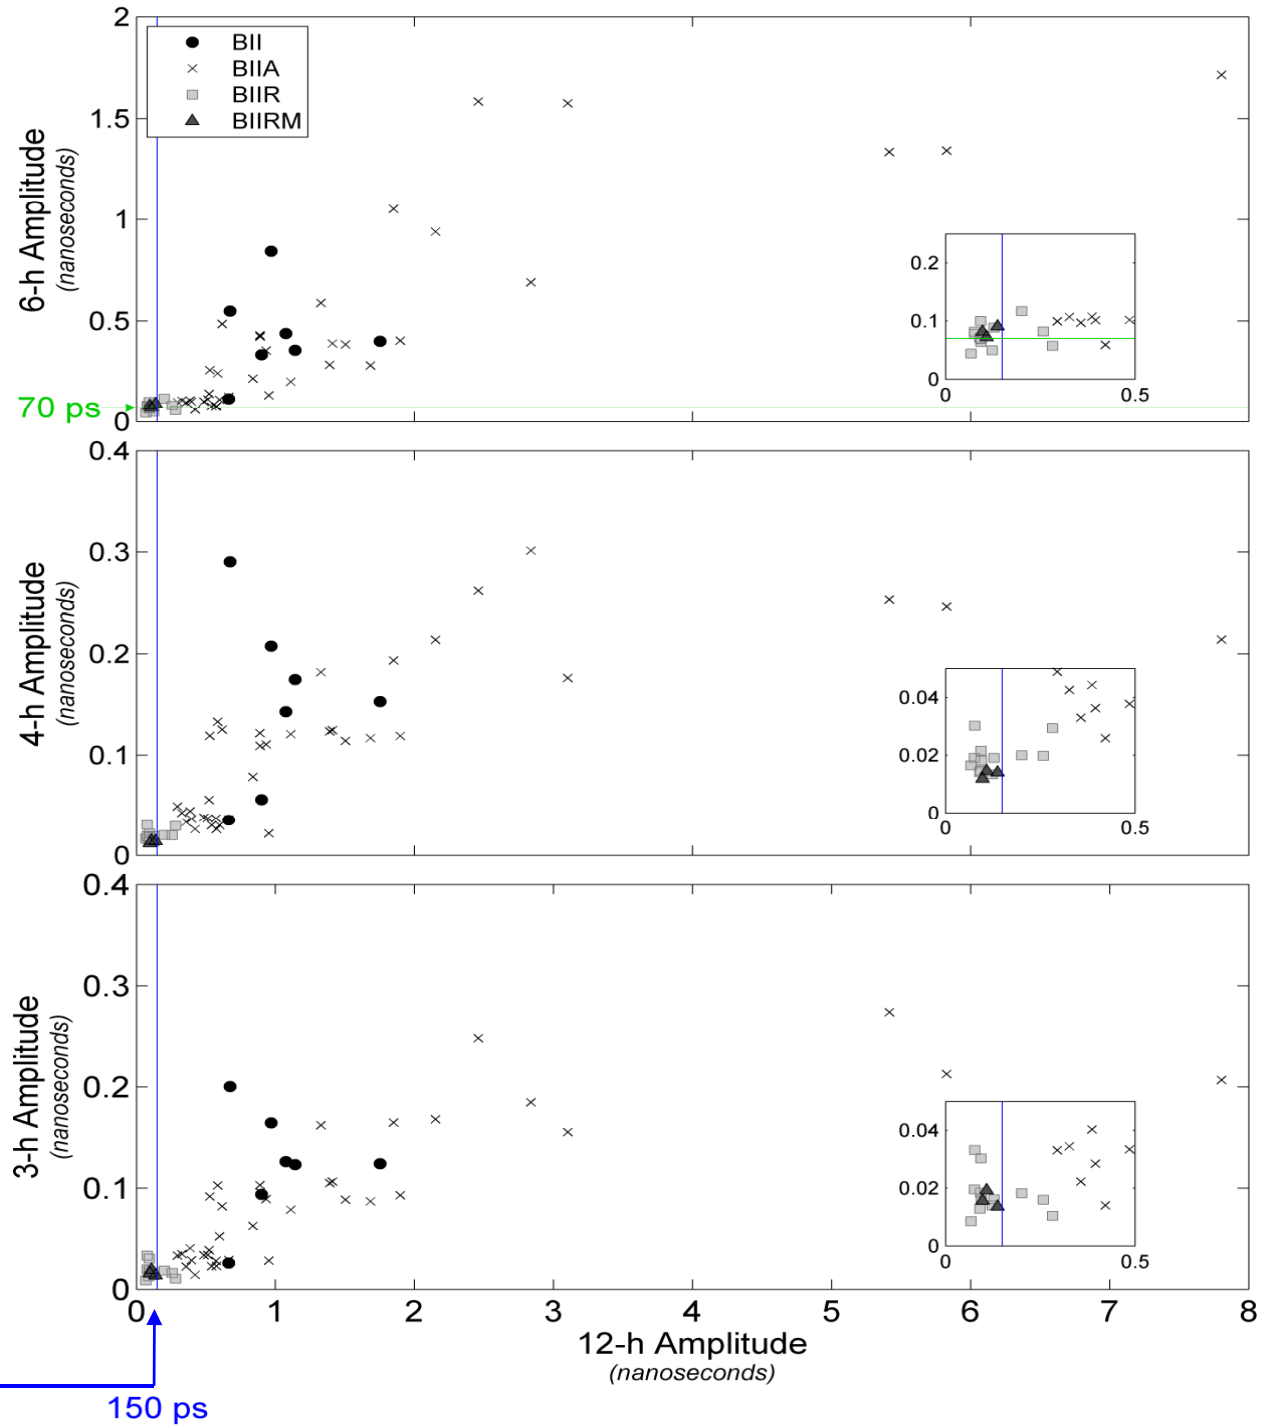 2
BII
BIIA
BIIR
BIIRM
1.5
1
0.5
0
6-h Amplitude
(nanoseconds)
70 ps
0.2
0.1
0
0
0.5
0.4
0.3
0.2
0.1
0
4-h Amplitude
(nanoseconds)
0.04
0.02
0
0
0.5
0.4
0.3
0.2
0.1
0
3-h Amplitude
(nanoseconds)
0.04
0.02
0
0
0.5
0 1 2 3 4 5 6 7 8
12-h Amplitude
(nanoseconds)
150 ps